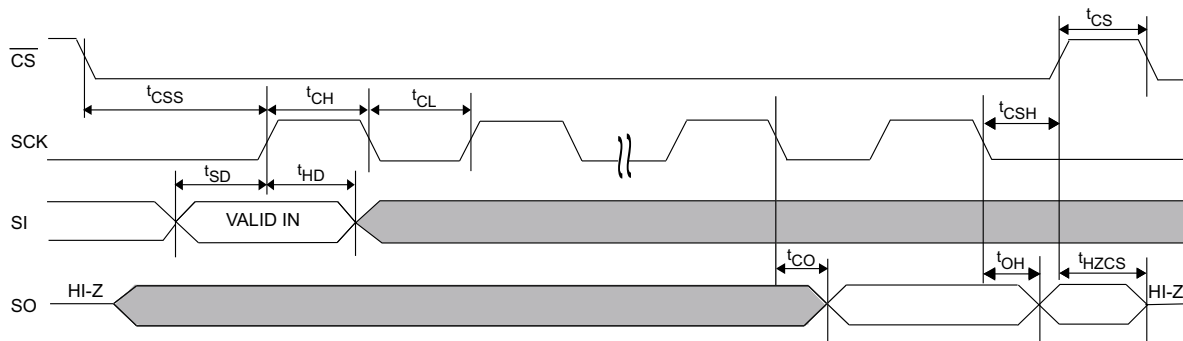 tCS
CS
tCSS
tCH
tCL
tCSH
SCK
tSD
tHD
SI
VALID IN
tCO
tOH
tHZCS
SO
HI-Z
HI-Z